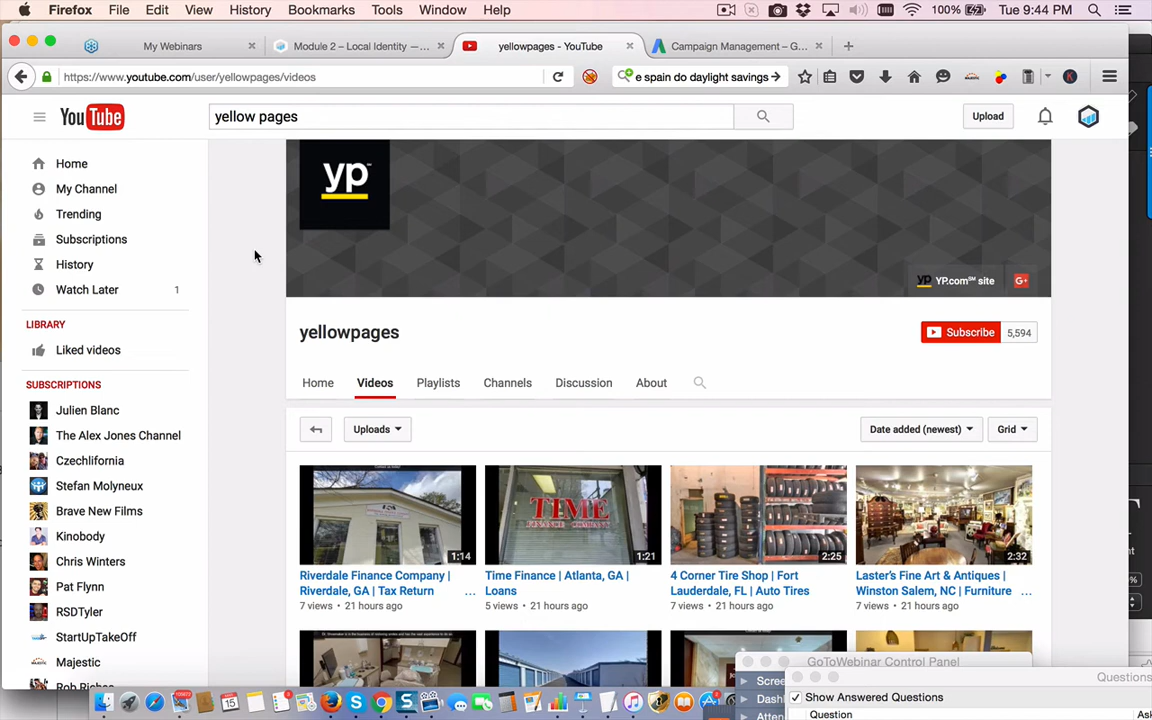 Firefox File Edit View History Bookmarks Tools Window Help 100% Tue 9:44 PM
My Webinars Module 2 – Local Identity —... yellowpages - YouTube Campaign Management – G...
https://www.youtube.com/user/yellowpages/videos e spain do daylight savings
YouTube yellow pages Upload
Home
My Channel
Trending
Subscriptions
History
Watch Later 1
LIBRARY
Liked videos
SUBSCRIPTIONS
Julien Blanc
The Alex Jones Channel
Czechlifornia
Stefan Molyneux
Brave New Films
Kinobody
Chris Winters
Pat Flynn
RSDTyler
StartUpTakeOff
Majestic
yp
yp YP.com℠ site G+
yellowpages Subscribe 5,594
Home Videos Playlists Channels Discussion About
Uploads Date added (newest) Grid
1:14 1:21 2:25 2:32
TIME
FINANCE COMPANY
Riverdale Finance Company |
Riverdale, GA | Tax Return ...
7 views • 21 hours ago
Time Finance | Atlanta, GA |
Loans
5 views • 21 hours ago
4 Corner Tire Shop | Fort
Lauderdale, FL | Auto Tires
7 views • 21 hours ago
Laster's Fine Art & Antiques |
Winston Salem, NC | Furniture ...
7 views • 21 hours ago
GoToWebinar Control Panel
Questions
Show Answered Questions
Question